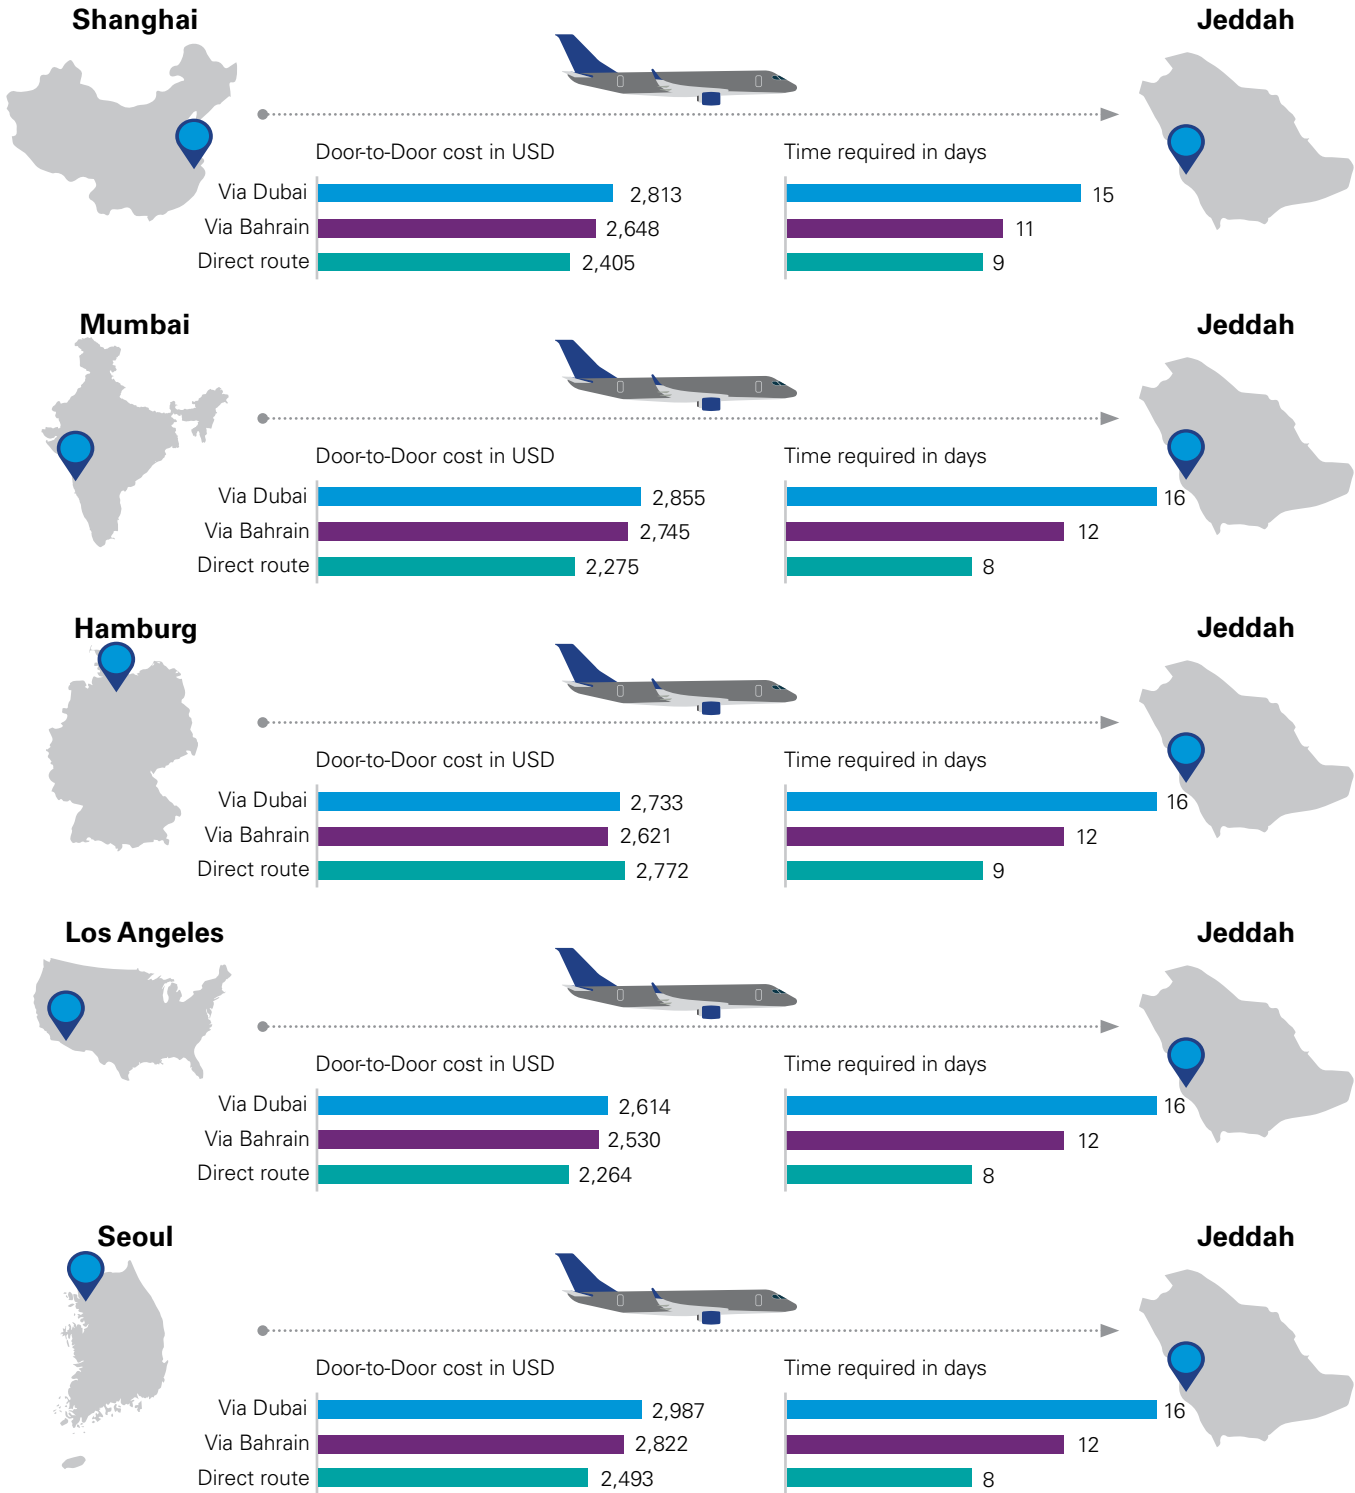 Shanghai
Jeddah
Door-to-Door cost in USD
Time required in days
Via Dubai 2,813 15
Via Bahrain 2,648 11
Direct route 2,405 9
Mumbai
Jeddah
Door-to-Door cost in USD
Time required in days
Via Dubai 2,855 16
Via Bahrain 2,745 12
Direct route 2,275 8
Hamburg
Jeddah
Door-to-Door cost in USD
Time required in days
Via Dubai 2,733 16
Via Bahrain 2,621 12
Direct route 2,772 9
Los Angeles
Jeddah
Door-to-Door cost in USD
Time required in days
Via Dubai 2,614 16
Via Bahrain 2,530 12
Direct route 2,264 8
Seoul
Jeddah
Door-to-Door cost in USD
Time required in days
Via Dubai 2,987 16
Via Bahrain 2,822 12
Direct route 2,493 8